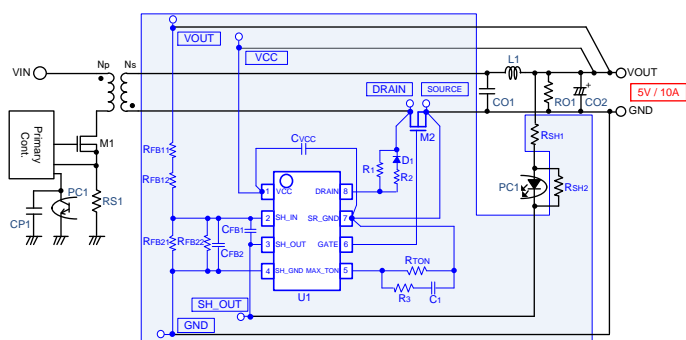 VOUT
VCC
VIN
Np
Ns
L1
VOUT
DRAIN
SOURCE
5V / 10A
CO1
RO1
CO2
+
GND
Primary Cont.
M1
M2
RFB11
RFB12
CVCC
R1
D1
R2
RSH1
PC1
RS1
CP1
PC1
RSH2
1
VCC
DRAIN
8
2
SH_IN
SR_GND
7
3
SH_OUT
GATE
6
4
SH_GND
MAX_TON
5
U1
RFB21
RFB22
CFB1
CFB2
RTON
R3
C1
SH_OUT
GND